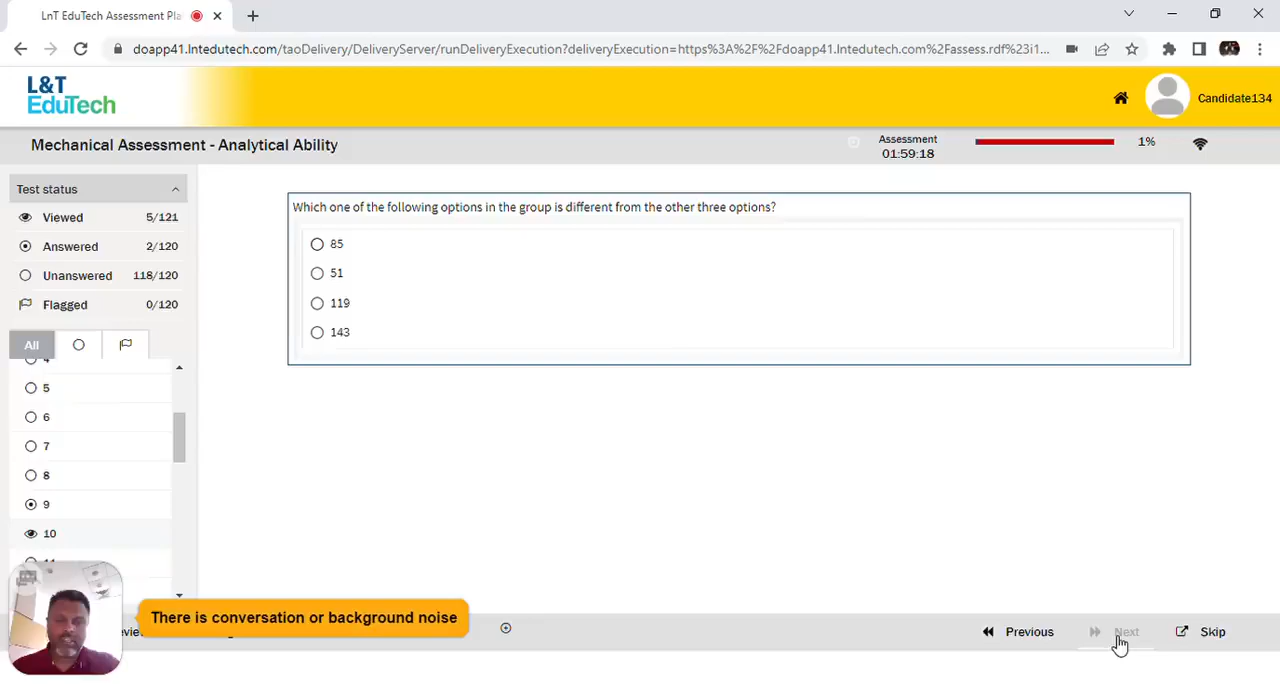 LnT EduTech Assessment Pla
doapp41.lntedutech.com/taoDelivery/DeliveryServer/runDeliveryExecution?deliveryExecution=https%3A%2F%2Fdoapp41.lntedutech.com%2Fassess.rdf%23i1...
L&T
EduTech
Candidate134
Mechanical Assessment - Analytical Ability
Assessment
01:59:18
1%
Test status
Viewed 5/121
Answered 2/120
Unanswered 118/120
Flagged 0/120
All
4
5
6
7
8
9
10
11
Which one of the following options in the group is different from the other three options?
85
51
119
143
There is conversation or background noise
Previous
Next
Skip